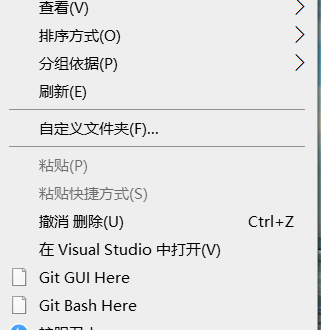 查看(V)
排序方式(O)
分组依据(P)
刷新(E)
自定义文件夹(F)...
粘贴(P)
粘贴快捷方式(S)
撤消 删除(U) Ctrl+Z
在 Visual Studio 中打开(V)
Git GUI Here
Git Bash Here